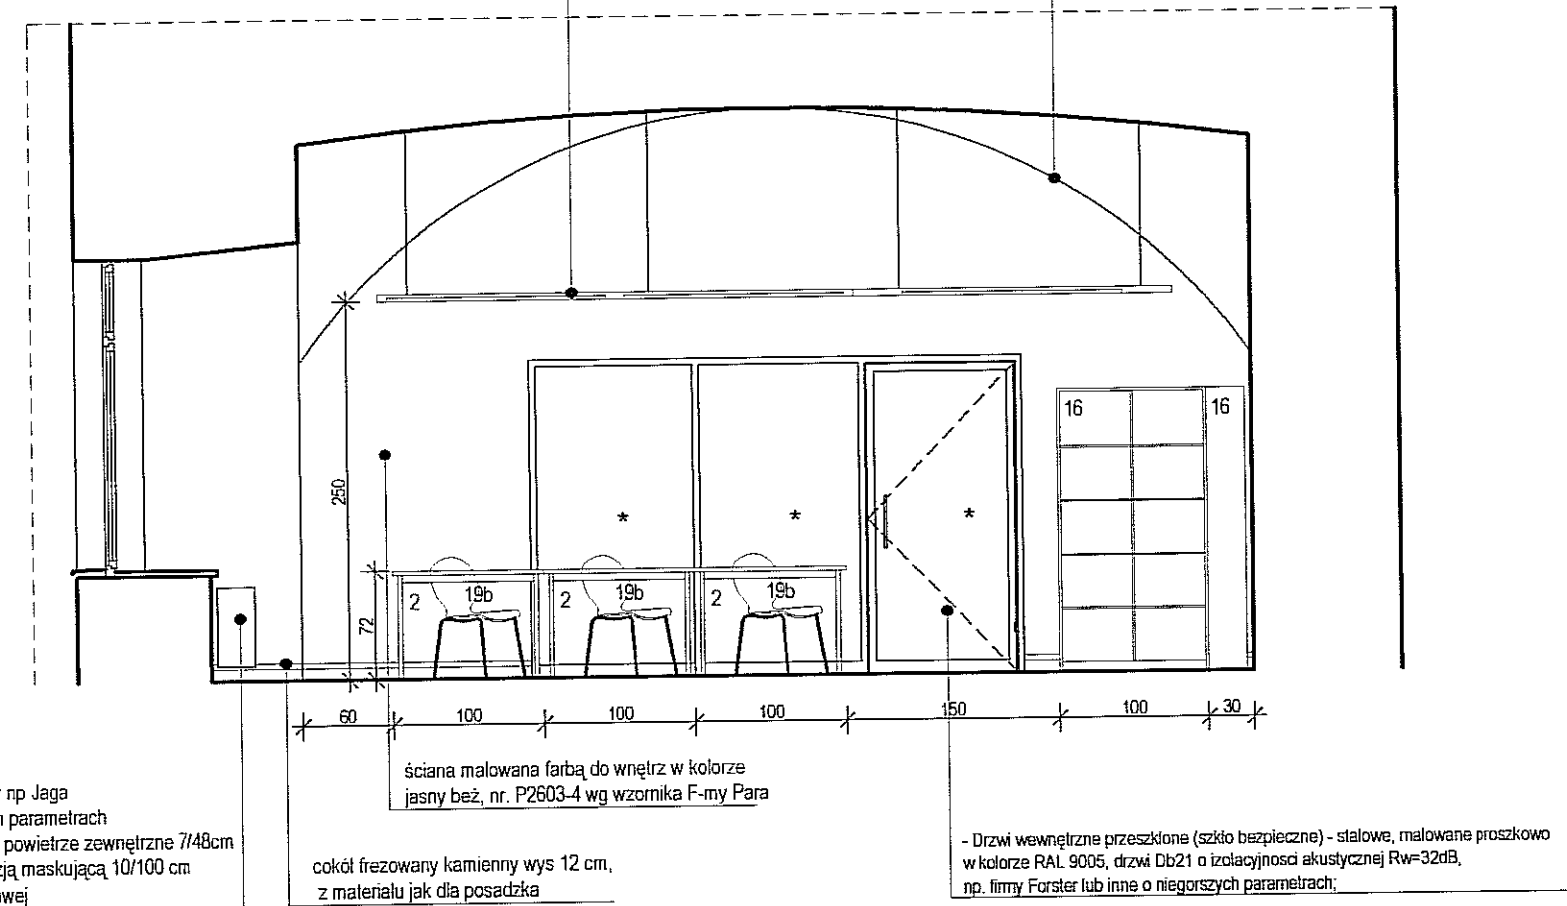 16
16
*
*
*
250
72
2
19b
2
19b
2
19b
60
100
100
100
150
100
30
ściana malowana farbą do wnętrz w kolorze
jasny beż, nr. P2603-4 wg wzornika F-my Para
np Jaga
parametrach
powietrze zewnętrzne 7/48cm
zją maskującą 10/100 cm
cokół frezowany kamienny wys 12 cm,
z materiału jak dla posadzka
- Drzwi wewnętrzne przeszklone (szkło bezpieczne) - stalowe, malowane proszkowo
w kolorze RAL 9005, drzwi Db21 o izolacyjnosci akustycznej Rw=32dB,
np. firmy Forster lub inne o niegorszych parametrach;